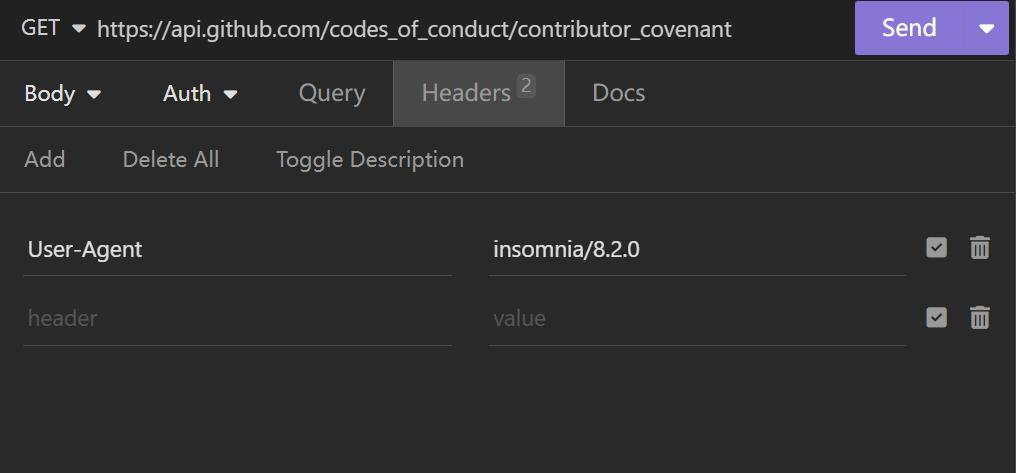 GET https://api.github.com/codes_of_conduct/contributor_covenant Send
Body Auth Query Headers 2 Docs
Add Delete All Toggle Description
User-Agent insomnia/8.2.0
header value